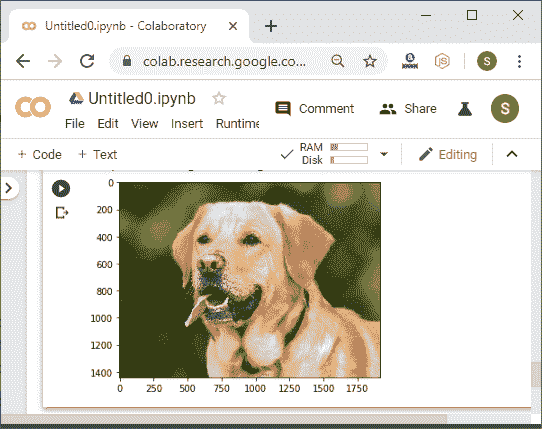 Untitled0.ipynb - Colaboratory
colab.research.google.co...
S
CO
Untitled0.ipynb
Comment
Share
S
File Edit View Insert Runtime
+ Code + Text
RAM
Disk
Editing
0
200
400
600
800
1000
1200
1400
0 250 500 750 1000 1250 1500 1750